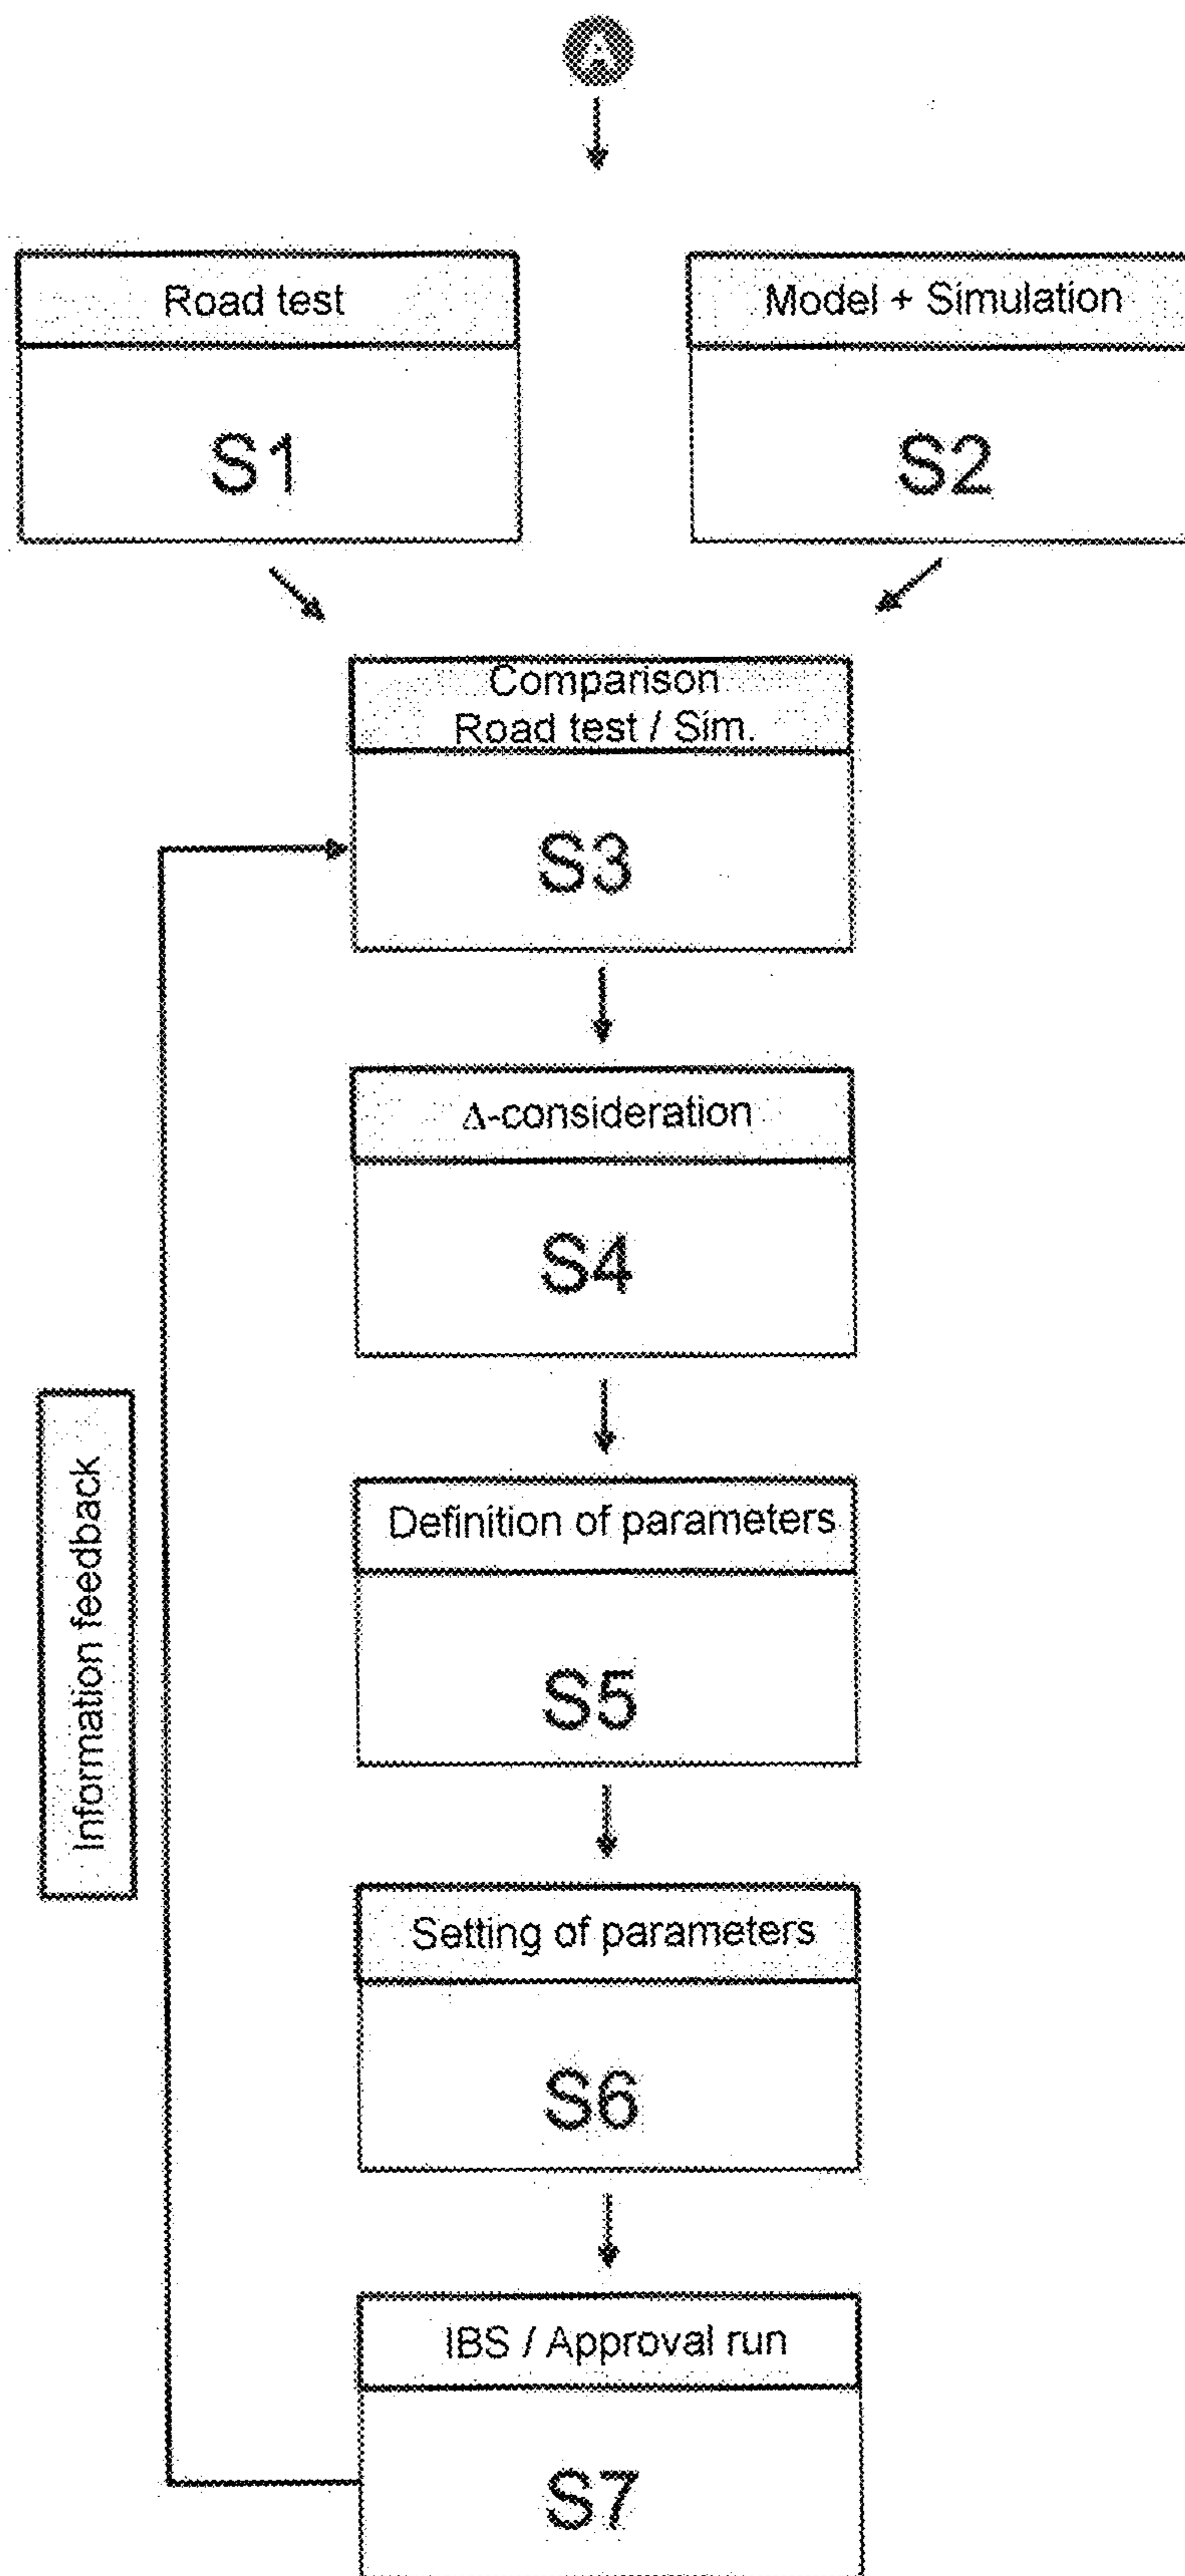 A
Road test
Model + Simulation
S1
S2
Comparison
Road test / Sim.
S3
Δ-consideration
S4
Information feedback
Definition of parameters
S5
Setting of parameters
S6
IBS / Approval run
S7